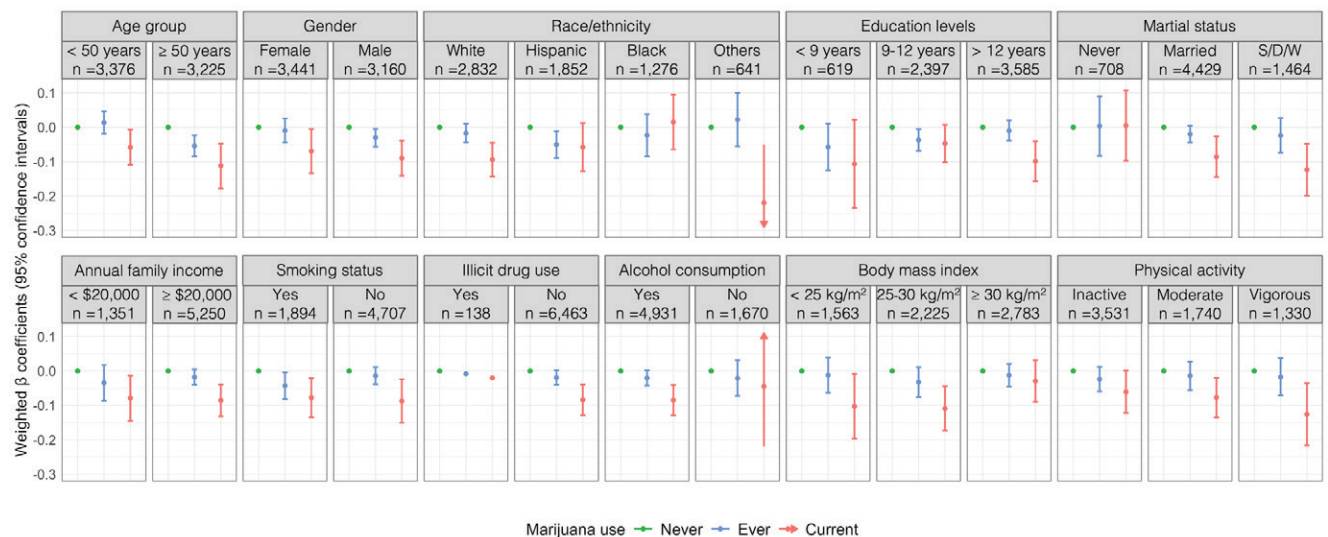 Weighted β coefficients (95% confidence intervals)
Age group Gender Race/ethnicity Education levels Martial status
< 50 years ≥ 50 years Female Male White Hispanic Black Others < 9 years 9-12 years > 12 years Never Married S/D/W
n =3,376 n =3,225 n =3,441 n =3,160 n =2,832 n =1,852 n =1,276 n =641 n =619 n =2,397 n =3,585 n =708 n =4,429 n =1,464
0.1
0.0
-0.1
-0.2
-0.3
Annual family income Smoking status Illicit drug use Alcohol consumption Body mass index Physical activity
< $20,000 ≥ $20,000 Yes No Yes No Yes No < 25 kg/m² 25-30 kg/m² ≥ 30 kg/m² Inactive Moderate Vigorous
n =1,351 n =5,250 n =1,894 n =4,707 n =138 n =6,463 n =4,931 n =1,670 n =1,563 n =2,225 n =2,783 n =3,531 n =1,740 n =1,330
0.1
0.0
-0.1
-0.2
-0.3
Marijuana use Never Ever Current